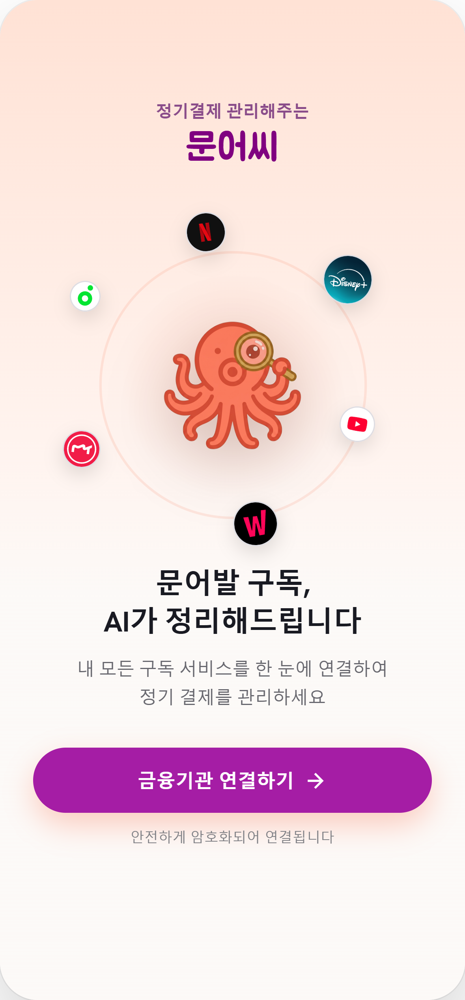 정기결제 관리해주는
문어씨
N
Disney+
W
문어발 구독,
AI가 정리해드립니다
내 모든 구독 서비스를 한 눈에 연결하여
정기 결제를 관리하세요
금융기관 연결하기 →
안전하게 암호화되어 연결됩니다